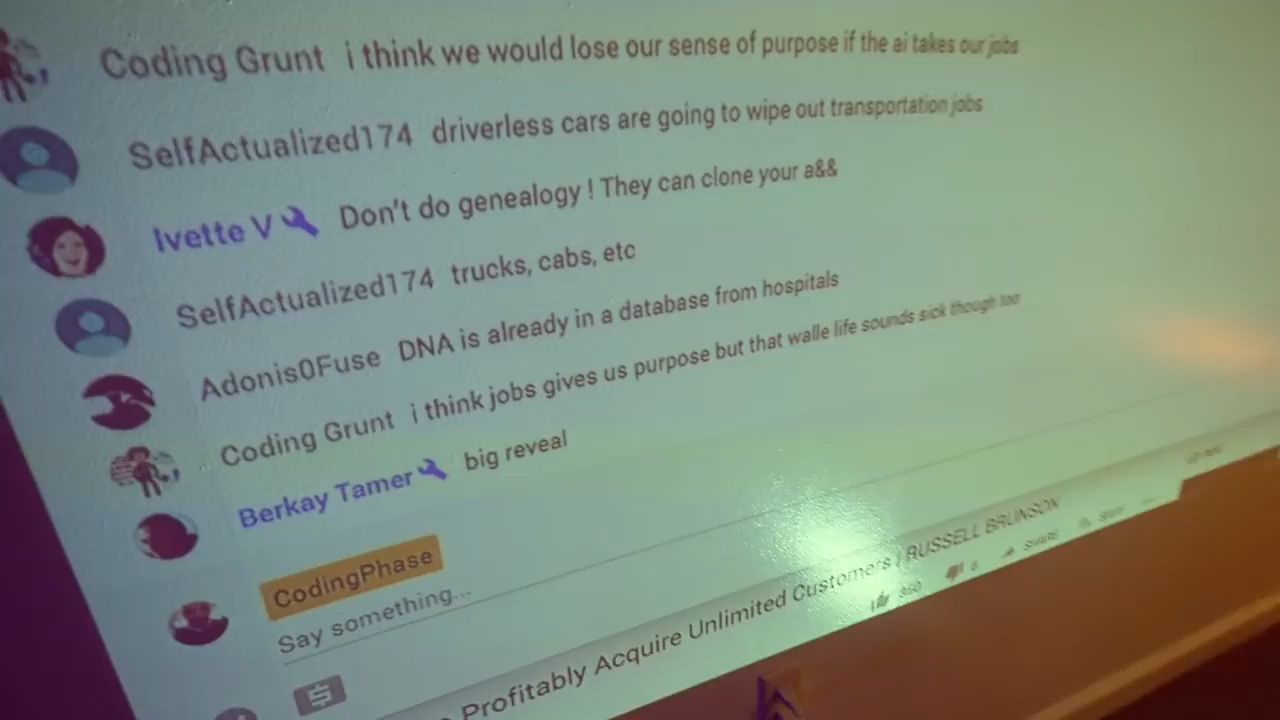 Coding Grunt i think we would lose our sense of purpose if the ai takes our jobs
SelfActualized174 driverless cars are going to wipe out transportation jobs
Ivette V Don't do genealogy ! They can clone your a&&
SelfActualized174 trucks, cabs, etc
Adonis0Fuse DNA is already in a database from hospitals
Coding Grunt i think jobs gives us purpose but that walle life sounds sick though too
Berkay Tamer big reveal
CodingPhase
Say something...
$
Profitably Acquire Unlimited Customers | RUSSELL BRUNSON
6 SHARE